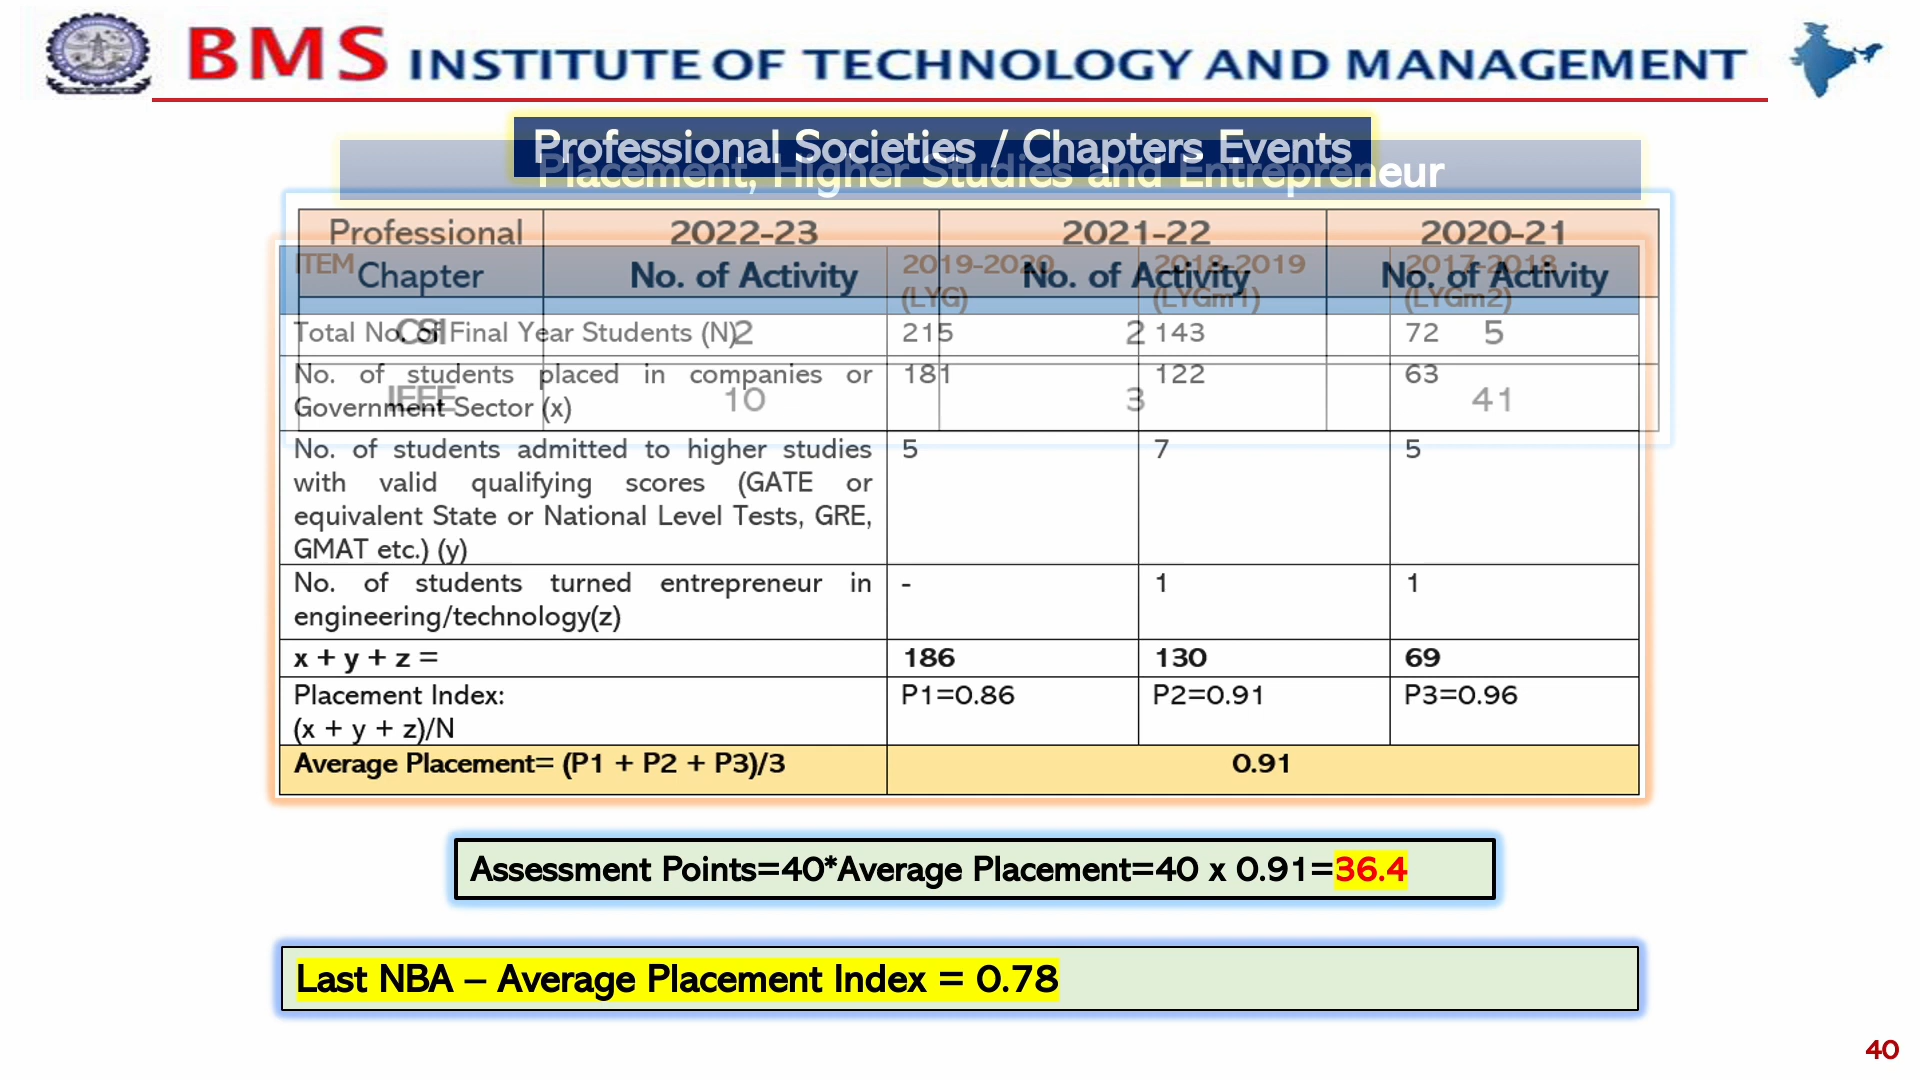 BMS INSTITUTE OF TECHNOLOGY AND MANAGEMENT
Professional Societies / Chapters Events
Placement, Higher Studies and Entrepreneur
Professional 2022-23 2021-22 2020-21
Chapter No. of Activity No. of Activity No. of Activity
CSI 2 2 5
IEEE 10 3 41
ITEM 2019-2020 2018-2019 2017-2018
(LYG) (LYGm1) (LYGm2)
Total No. of Final Year Students (N) 215 143 72
No. of students placed in companies or 181 122 63
Government Sector (x)
No. of students admitted to higher studies 5 7 5
with valid qualifying scores (GATE or
equivalent State or National Level Tests, GRE,
GMAT etc.) (y)
No. of students turned entrepreneur in - 1 1
engineering/technology(z)
x + y + z = 186 130 69
Placement Index: P1=0.86 P2=0.91 P3=0.96
(x + y + z)/N
Average Placement= (P1 + P2 + P3)/3 0.91
Assessment Points=40*Average Placement=40 x 0.91=36.4
Last NBA – Average Placement Index = 0.78
40